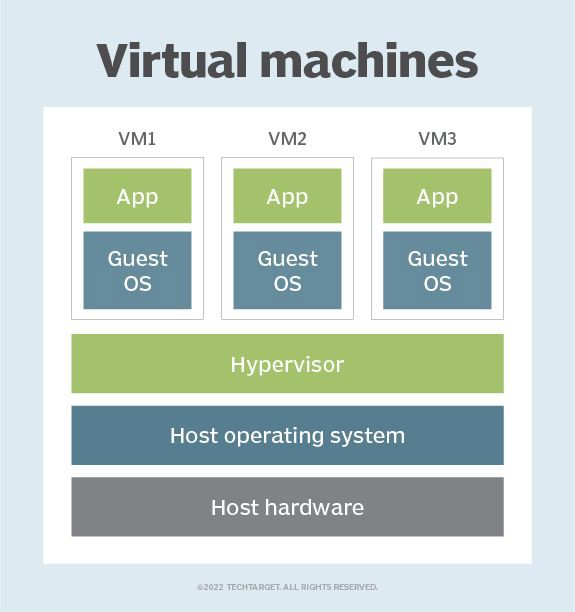 Virtual machines
VM1 VM2 VM3
App App App
Guest OS Guest OS Guest OS
Hypervisor
Host operating system
Host hardware
©2022 TECHTARGET. ALL RIGHTS RESERVED.